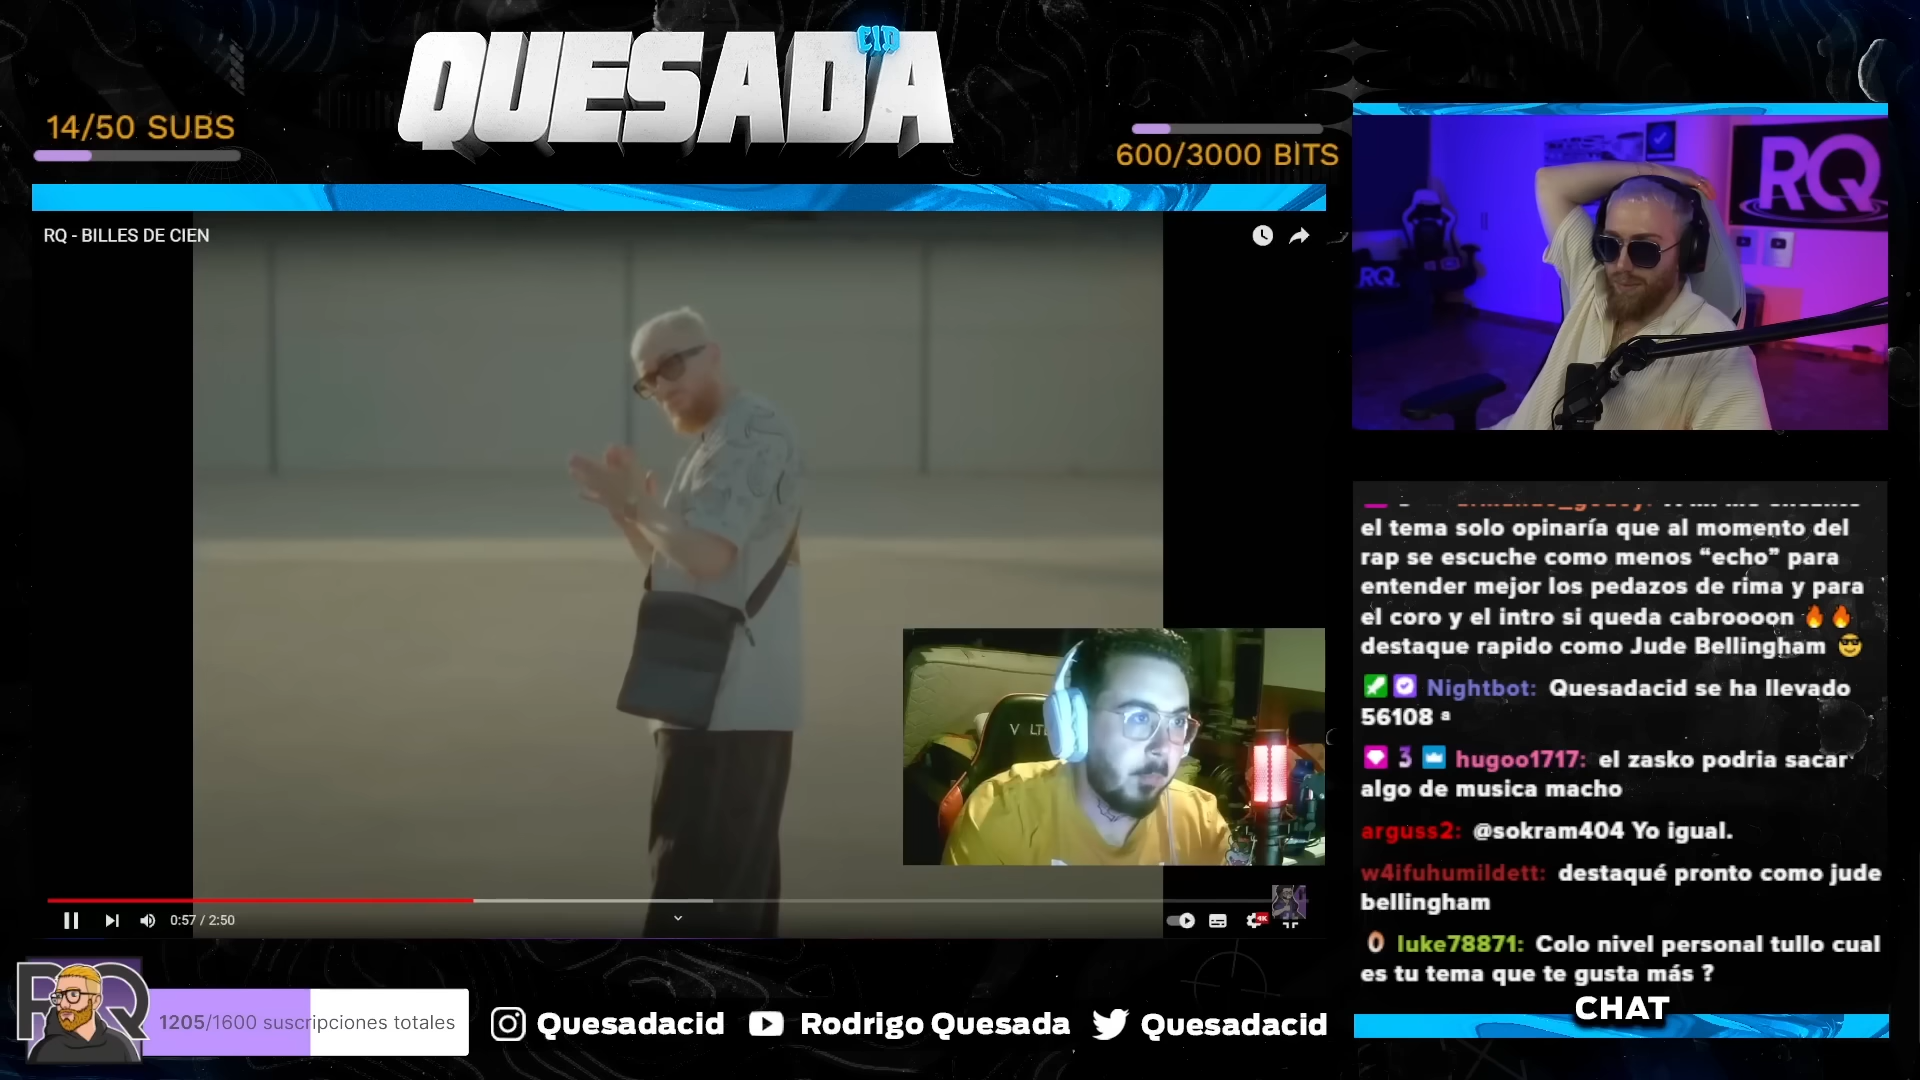 QUESADA
CID
14/50 SUBS
600/3000 BITS
RQ - BILLES DE CIEN
RQ
RQ
el tema solo opinaría que al momento del
rap se escuche como menos “echo” para
entender mejor los pedazos de rima y para
el coro y el intro si queda cabroooon 🔥🔥
destaque rapido como Jude Bellingham 😎
Nightbot: Quesadacid se ha llevado
56108 ª
3 hugoo1717: el zasko podria sacar
algo de musica macho
arguss2: @sokram404 Yo igual.
w4ifuhumildett: destaqué pronto como jude
bellingham
luke78871: Colo nivel personal tullo cual
es tu tema que te gusta más ?
CHAT
0:57 / 2:50
4K
RQ
1205/1600 suscripciones totales
Quesadacid
Rodrigo Quesada
Quesadacid